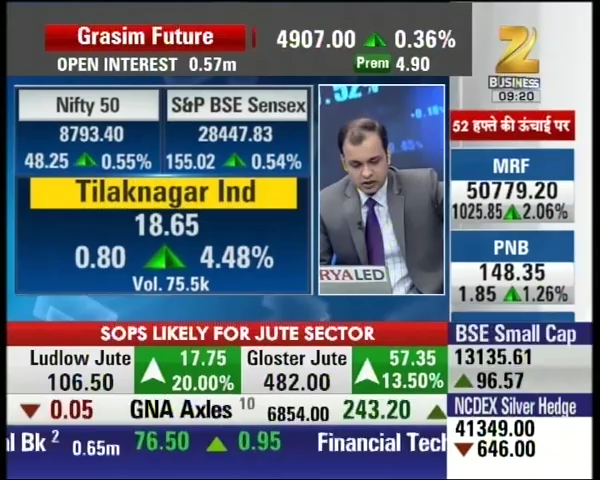 Grasim Future
4907.00 0.36%
OPEN INTEREST 0.57m
Prem 4.90
Z
BUSINESS
09:20
Nifty 50
8793.40
48.25 0.55%
S&P BSE Sensex
28447.83
155.02 0.54%
Tilaknagar Ind
18.65
0.80 4.48%
Vol. 75.5k
.52%
RYALED
52 हफ्ते की ऊंचाई पर
MRF
50779.20
1025.85 2.06%
PNB
148.35
1.85 1.26%
SOPS LIKELY FOR JUTE SECTOR
Ludlow Jute 17.75
106.50 20.00%
Gloster Jute 57.35
482.00 13.50%
BSE Small Cap
13135.61
96.57
0.05 GNA Axles 10 6854.00 243.20
l Bk 2 0.65m 76.50 0.95 Financial Tech
NCDEX Silver Hedge
41349.00
646.00